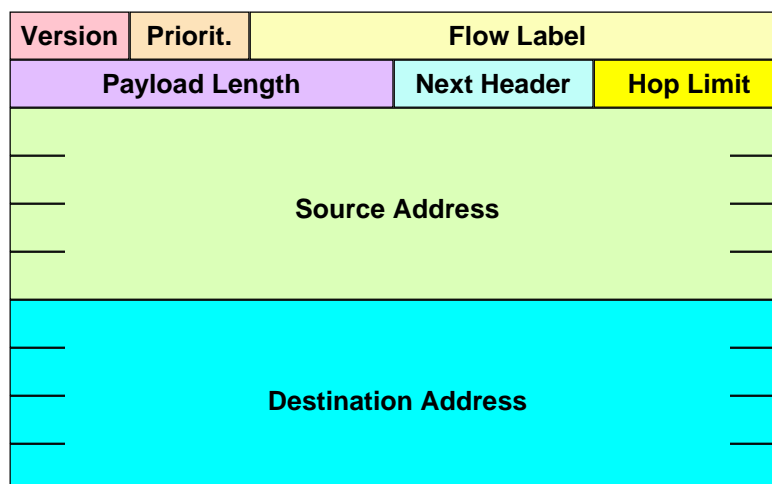 Version Priorit. Flow Label
Payload Length Next Header Hop Limit
Source Address
Destination Address